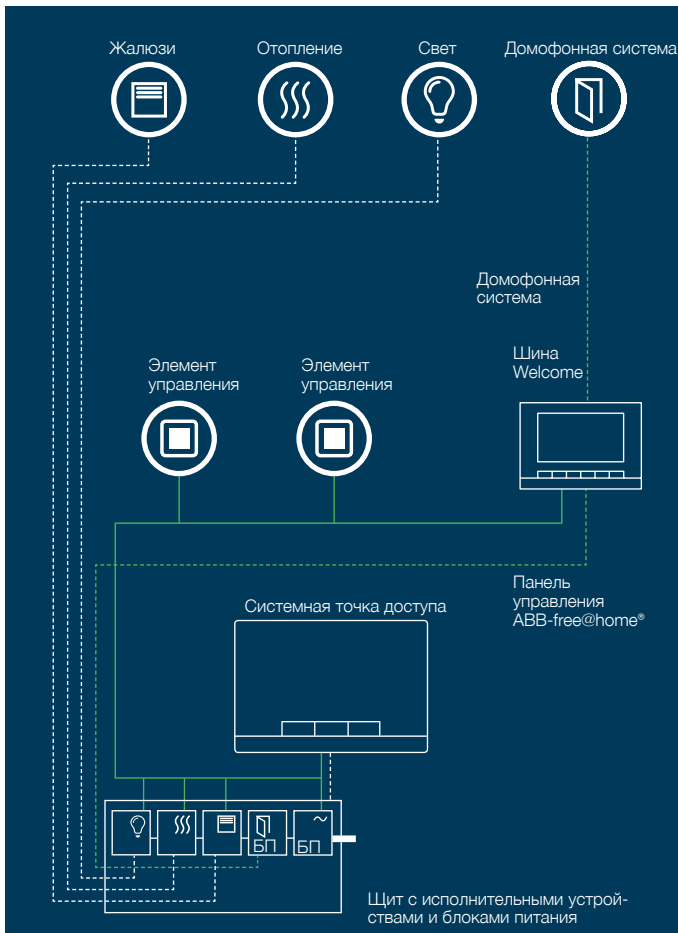 Жалюзи
Отопление
Свет
Домофонная система
Домофонная
система
Шина
Welcome
Элемент
управления
Элемент
управления
Панель
управления
ABB-free@home®
Системная точка доступа
БП
БП
Щит с исполнительными устрой-
ствами и блоками питания